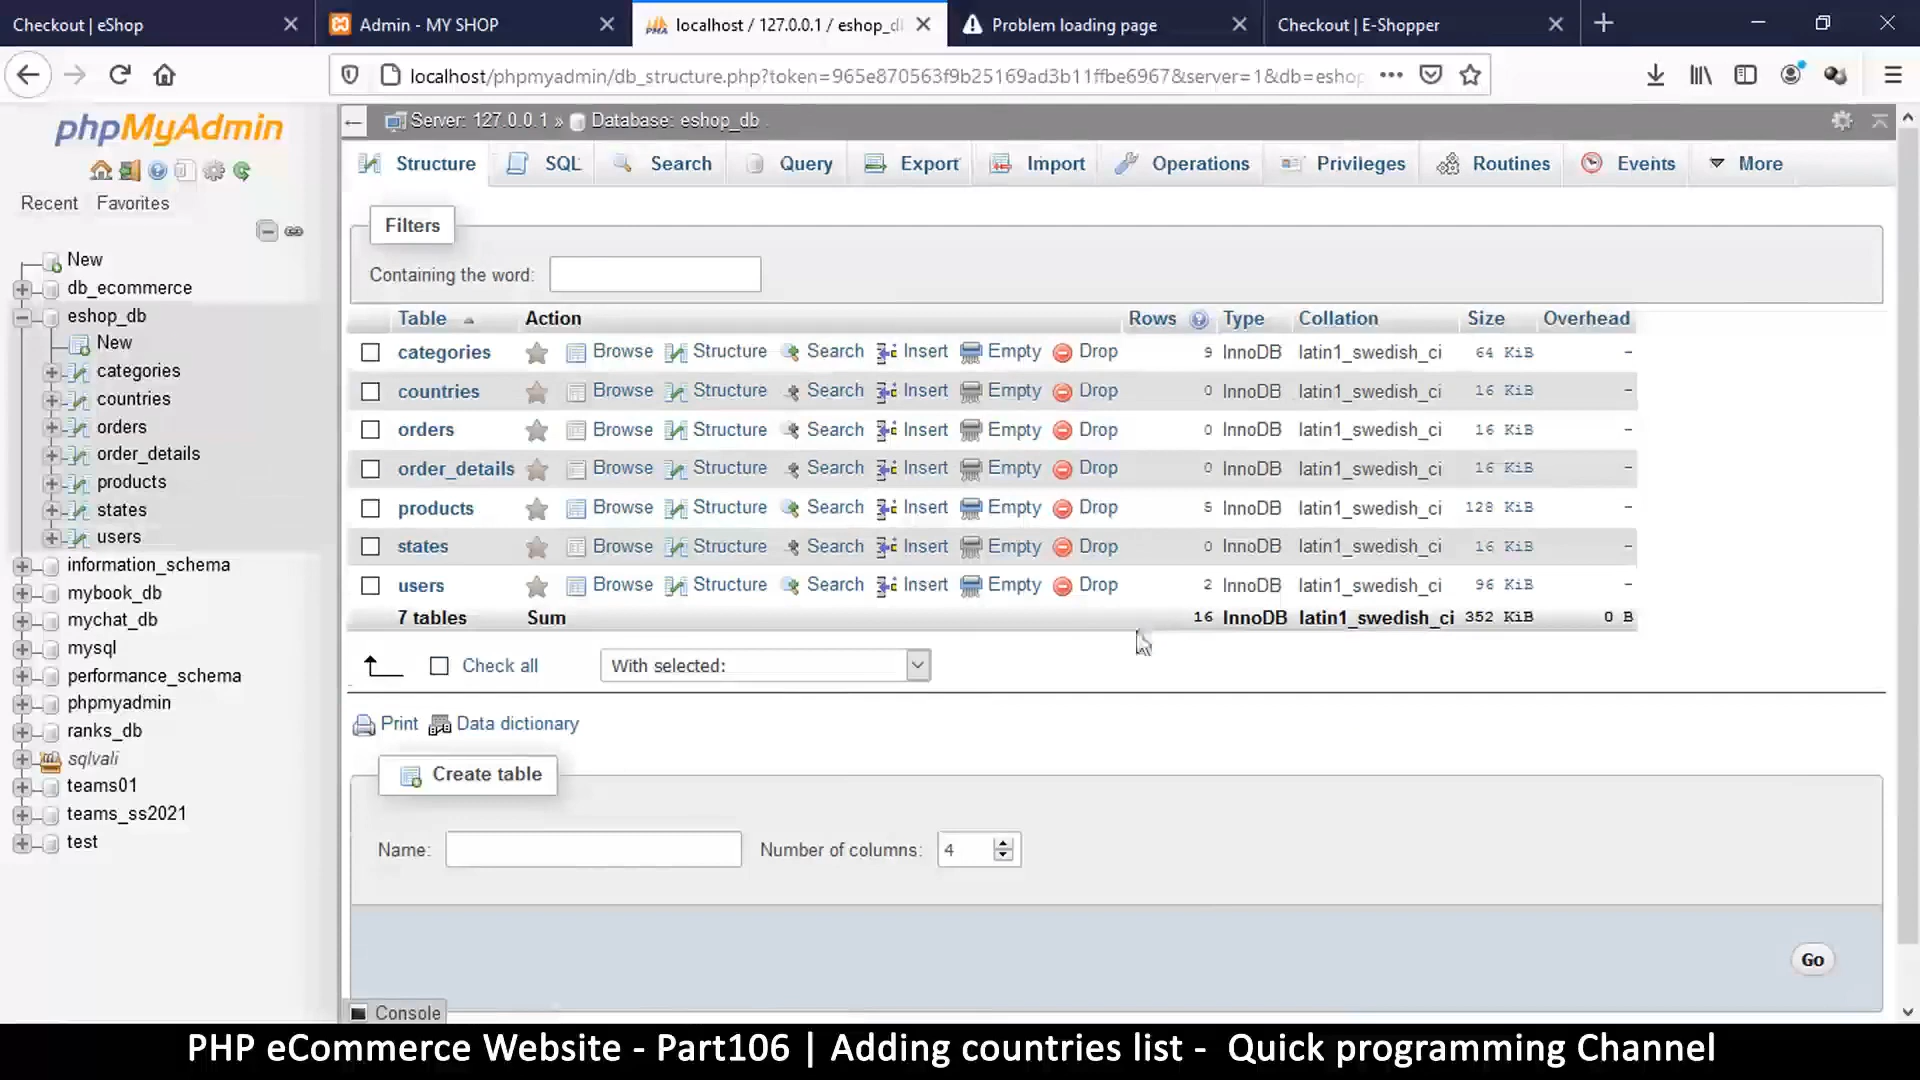 Checkout | eShop
Admin - MY SHOP
localhost / 127.0.0.1 / eshop_d
Problem loading page
Checkout | E-Shopper
localhost/phpmyadmin/db_structure.php?token=965e870563f9b25169ad3b11ffbe6967&server=1&db=esho
phpMyAdmin
Recent Favorites
New
db_ecommerce
eshop_db
New
categories
countries
orders
order_details
products
states
users
information_schema
mybook_db
mychat_db
mysql
performance_schema
phpmyadmin
ranks_db
sqlvali
teams01
teams_ss2021
test
Server: 127.0.0.1 » Database: eshop_db
Structure SQL Search Query Export Import Operations Privileges Routines Events More
Filters
Containing the word:
Table Action Rows Type Collation Size Overhead
categories Browse Structure Search Insert Empty Drop 9 InnoDB latin1_swedish_ci 64 KiB -
countries Browse Structure Search Insert Empty Drop 0 InnoDB latin1_swedish_ci 16 KiB -
orders Browse Structure Search Insert Empty Drop 0 InnoDB latin1_swedish_ci 16 KiB -
order_details Browse Structure Search Insert Empty Drop 0 InnoDB latin1_swedish_ci 16 KiB -
products Browse Structure Search Insert Empty Drop 5 InnoDB latin1_swedish_ci 128 KiB -
states Browse Structure Search Insert Empty Drop 0 InnoDB latin1_swedish_ci 16 KiB -
users Browse Structure Search Insert Empty Drop 2 InnoDB latin1_swedish_ci 96 KiB -
7 tables Sum 16 InnoDB latin1_swedish_ci 352 KiB 0 B
Check all With selected:
Print Data dictionary
Create table
Name: Number of columns: 4
Go
Console
PHP eCommerce Website - Part106 | Adding countries list - Quick programming Channel